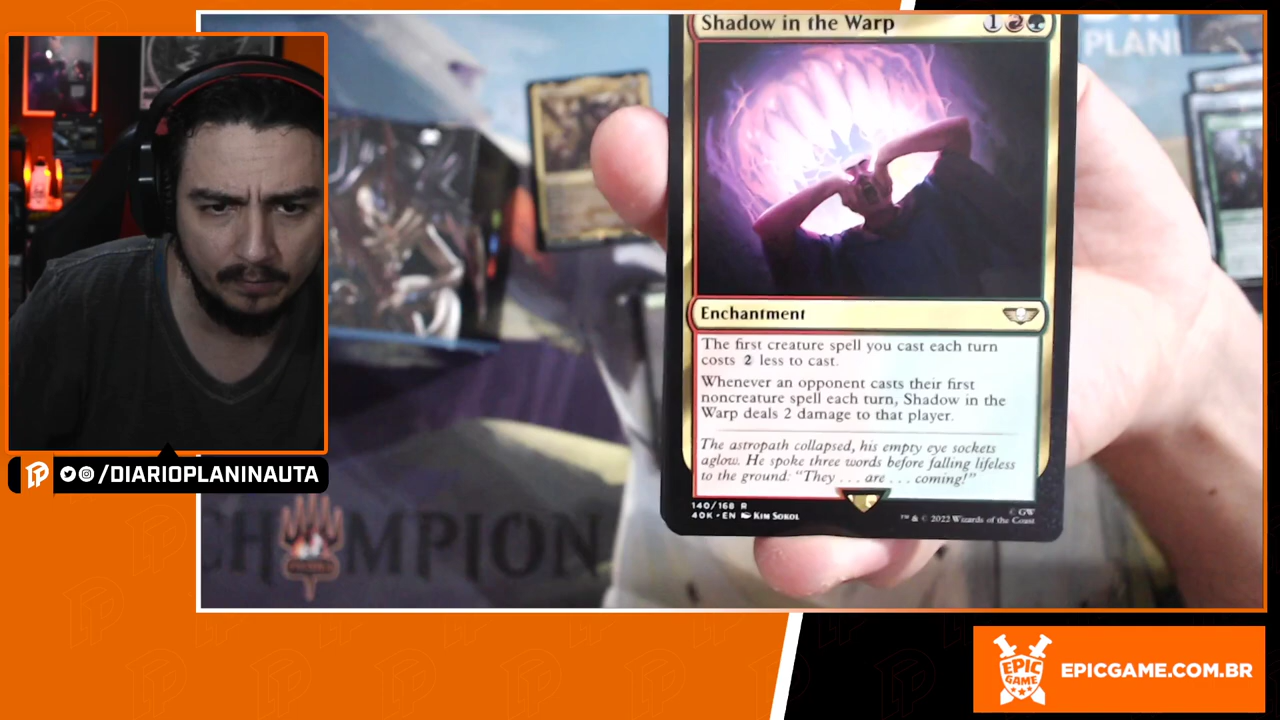 Shadow in the Warp 1
PLANI
Enchantment
The first creature spell you cast each turn
costs 2 less to cast.
Whenever an opponent casts their first
noncreature spell each turn, Shadow in the
Warp deals 2 damage to that player.
The astropath collapsed, his empty eye sockets
aglow. He spoke three words before falling lifeless
to the ground: “They . . . are . . . coming!”
140/168 R
40K • EN KIM SOKOL
© GW
™ & © 2022 Wizards of the Coast
/DIARIOPLANINAUTA
CHAMPION
EPIC
GAME
EPICGAME.COM.BR